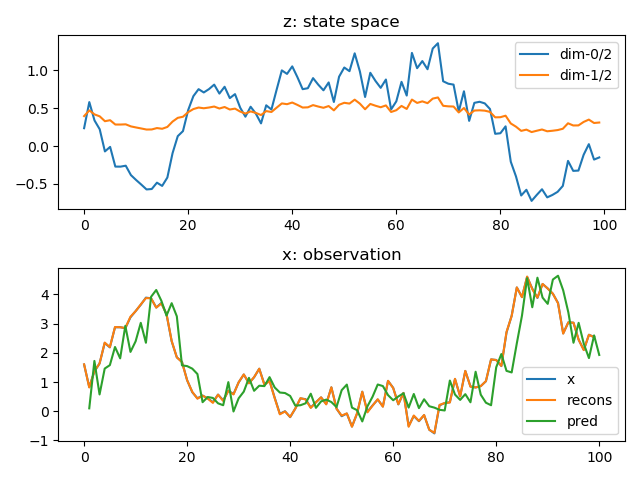 z: state space
dim-0/2
dim-1/2
1.0
0.5
0.0
−0.5
0 20 40 60 80 100
x: observation
4
3
2
1
0
−1
x
recons
pred
0 20 40 60 80 100